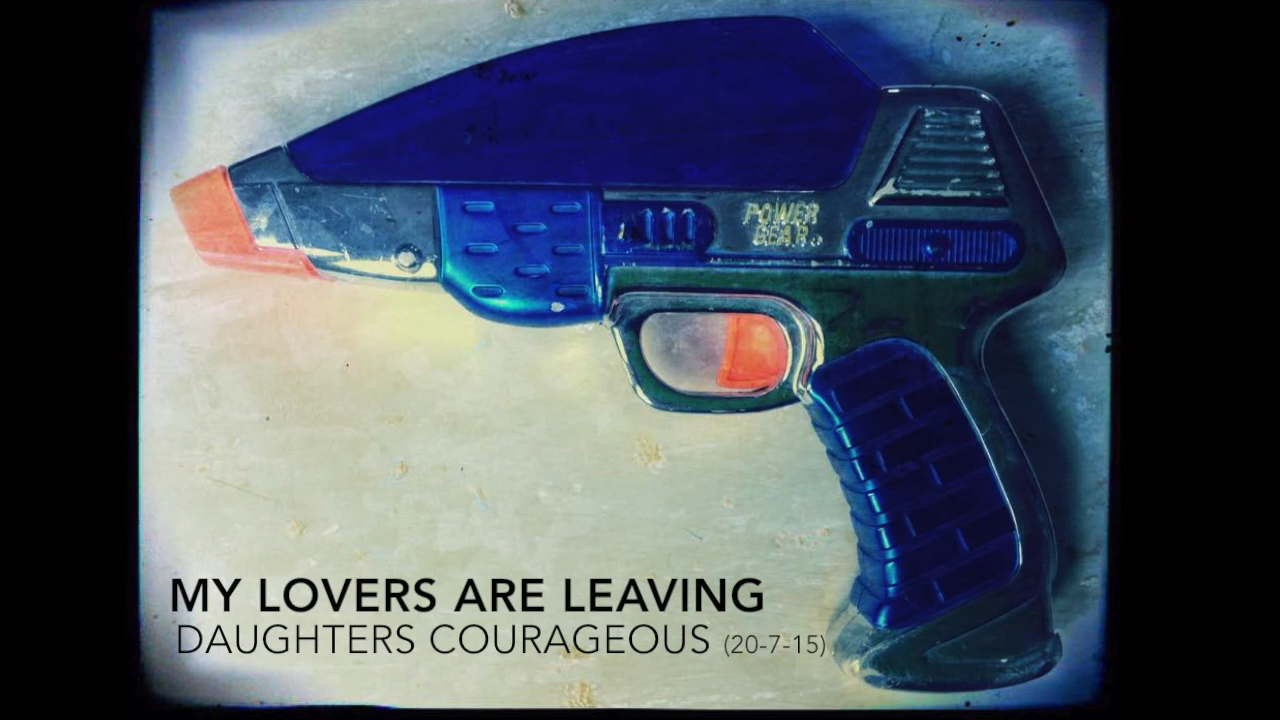 POWER
GEAR
MY LOVERS ARE LEAVING
DAUGHTERS COURAGEOUS (20-7-15)